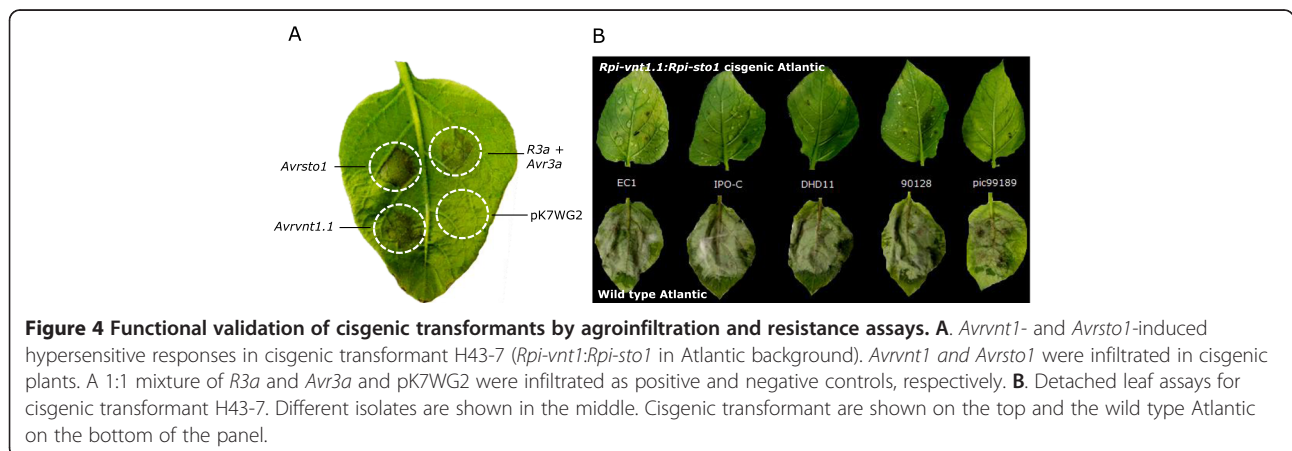 A
B
Avrsto1
Avrvnt1.1
R3a +
Avr3a
pK7WG2
Rpi-vnt1.1:Rpi-sto1 cisgenic Atlantic
EC1 IPO-C DHD11 90128 pic99189
Wild type Atlantic
Figure 4 Functional validation of cisgenic transformants by agroinfiltration and resistance assays. A. Avrvnt1- and Avrsto1-induced
hypersensitive responses in cisgenic transformant H43-7 (Rpi-vnt1:Rpi-sto1 in Atlantic background). Avrvnt1 and Avrsto1 were infiltrated in cisgenic
plants. A 1:1 mixture of R3a and Avr3a and pK7WG2 were infiltrated as positive and negative controls, respectively. B. Detached leaf assays for
cisgenic transformant H43-7. Different isolates are shown in the middle. Cisgenic transformant are shown on the top and the wild type Atlantic
on the bottom of the panel.